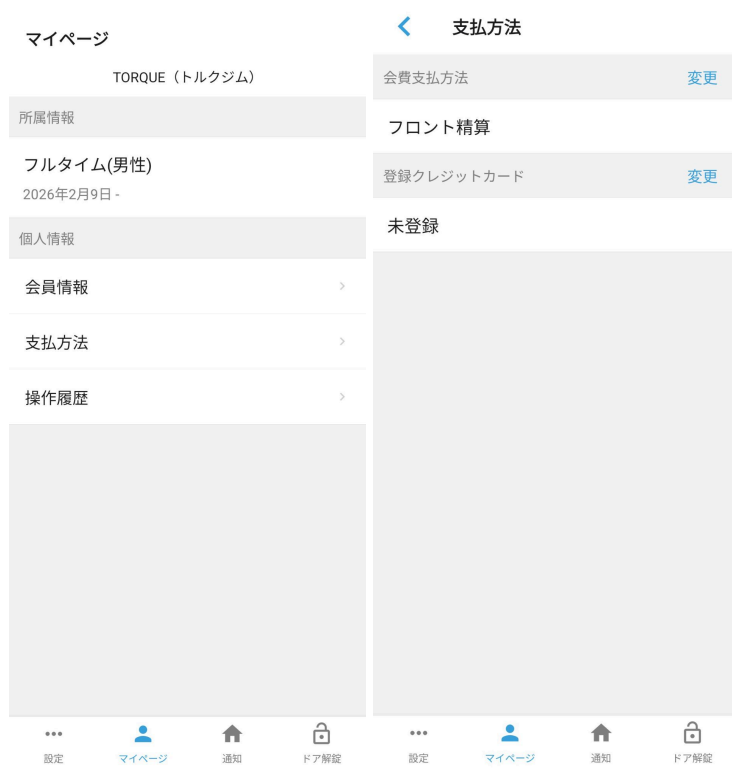 マイページ
TORQUE（トルクジム）
所属情報
フルタイム(男性)
2026年2月9日 -
個人情報
会員情報
支払方法
操作履歴
設定
マイページ
通知
ドア解錠
支払方法
会費支払方法
変更
フロント精算
登録クレジットカード
変更
未登録
設定
マイページ
通知
ドア解錠